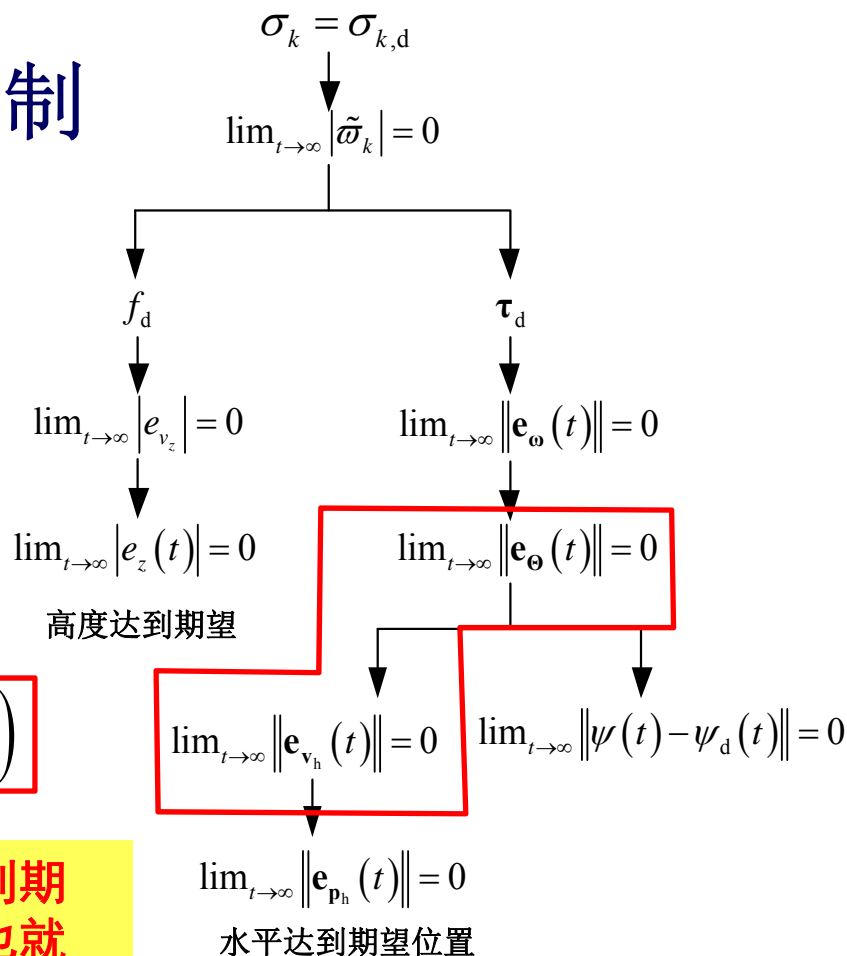 制
σ_k = σ_{k,d}
lim_{t→∞} |ϖ̃_k| = 0
f_d
τ_d
lim_{t→∞} |e_{v_z}| = 0
lim_{t→∞} ‖e_ω(t)‖ = 0
lim_{t→∞} |e_z(t)| = 0
lim_{t→∞} ‖e_Θ(t)‖ = 0
高度达到期望
)
lim_{t→∞} ‖e_{v_h}(t)‖ = 0
lim_{t→∞} ‖ψ(t) − ψ_d(t)‖ = 0
到期
也就
lim_{t→∞} ‖e_{p_h}(t)‖ = 0
水平达到期望位置